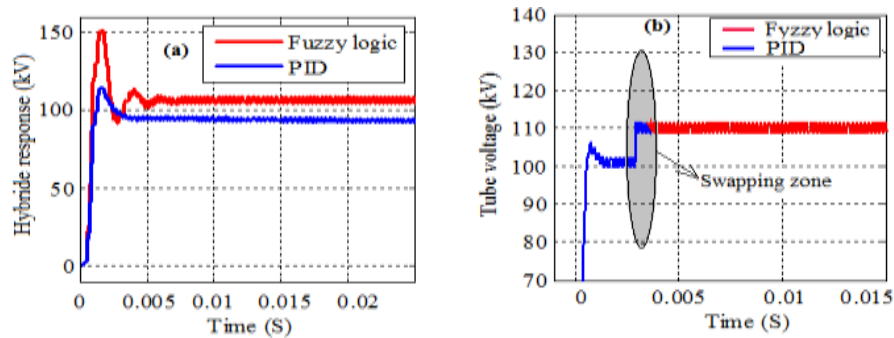 (a)
Fuzzy logic
PID
Hybride response (kV)
150
100
50
0
0 0.005 0.01 0.015 0.02
Time (S)
(b)
Fyzzy logic
PID
Tube voltage (kV)
140
130
120
110
100
90
80
70
Swapping zone
0 0.005 0.01 0.015
Time (S)